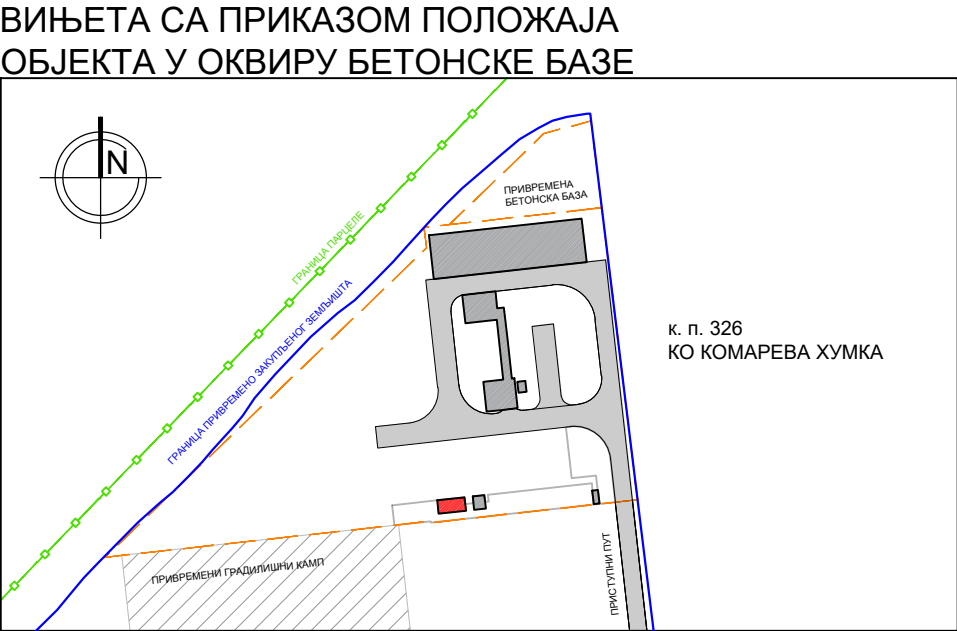 ВИЊЕТА СА ПРИКАЗОМ ПОЛОЖАЈА
ОБЈЕКТА У ОКВИРУ БЕТОНСКЕ БАЗЕ
N
ПРИВРЕМЕНА
БЕТОНСКА БАЗА
ГРАНИЦА ПАРЦЕЛЕ
ГРАНИЦА ПРИВРЕМЕНО ЗАКУПЉЕНОГ ЗЕМЉИШТА
к. п. 326
КО КОМАРЕВА ХУМКА
ПРИВРЕМЕНИ ГРАДИЛИШНИ КАМП
ПРИСТУПНИ ПУТ